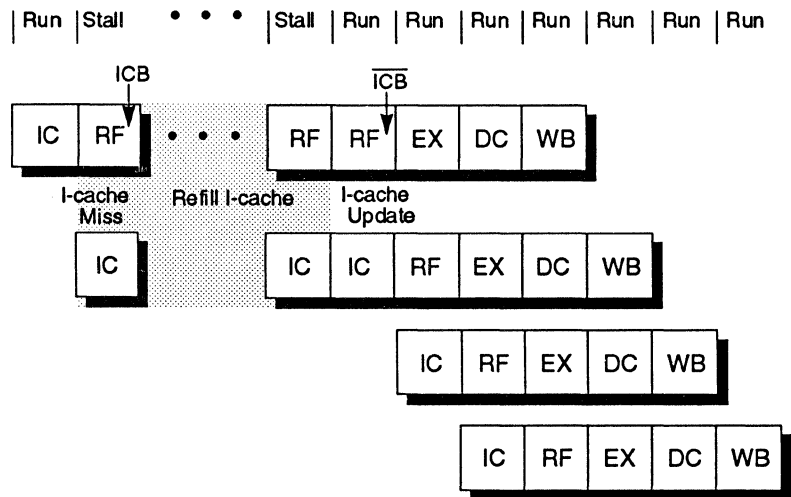 Run Stall • • • Stall Run Run Run Run Run Run Run
ICB ICB
IC RF • • • RF RF EX DC WB
I-cache Miss Refill I-cache I-cache Update
IC IC IC RF EX DC WB
IC RF EX DC WB
IC RF EX DC WB